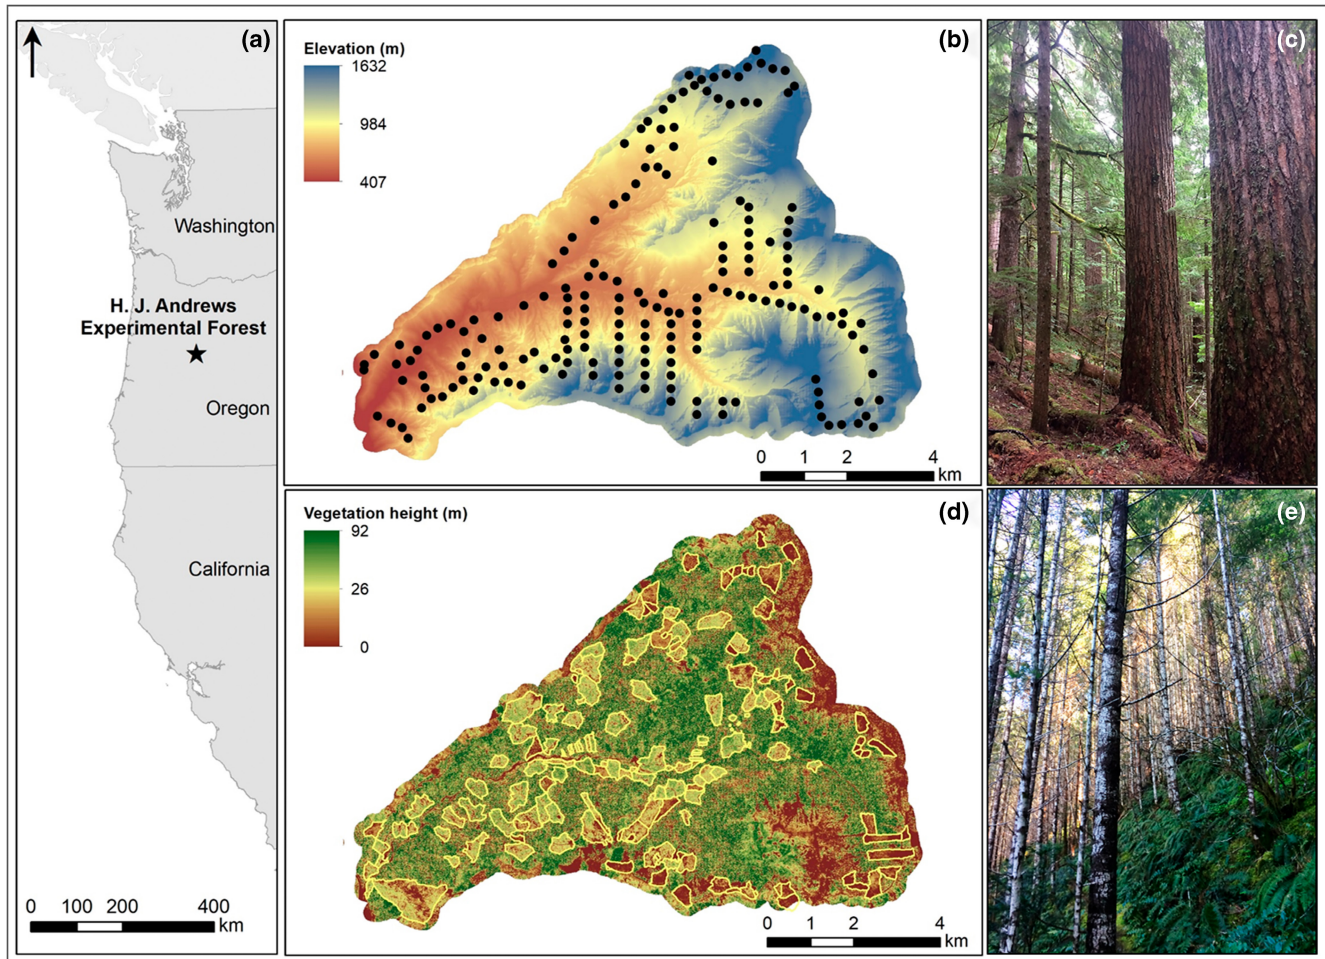 (a)
Washington
H. J. Andrews
Experimental Forest
Oregon
California
0 100 200 400
km
(b)
Elevation (m)
1632
984
407
0 1 2 4
km
(c)
(d)
Vegetation height (m)
92
26
0
0 1 2 4
km
(e)